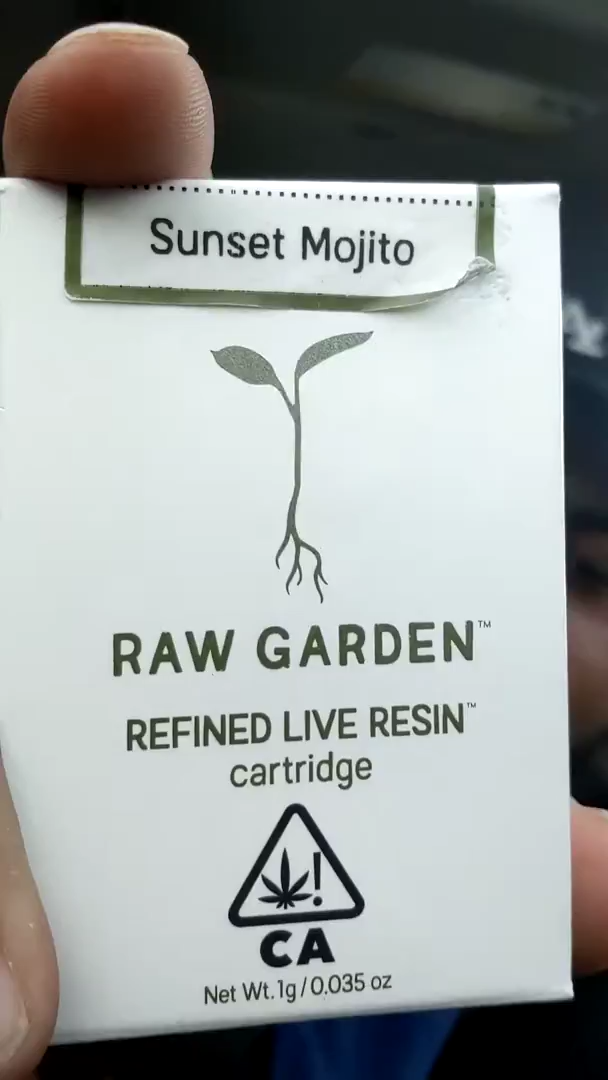 Sunset Mojito
RAW GARDEN™
REFINED LIVE RESIN™
cartridge
!
CA
Net Wt. 1g / 0.035 oz